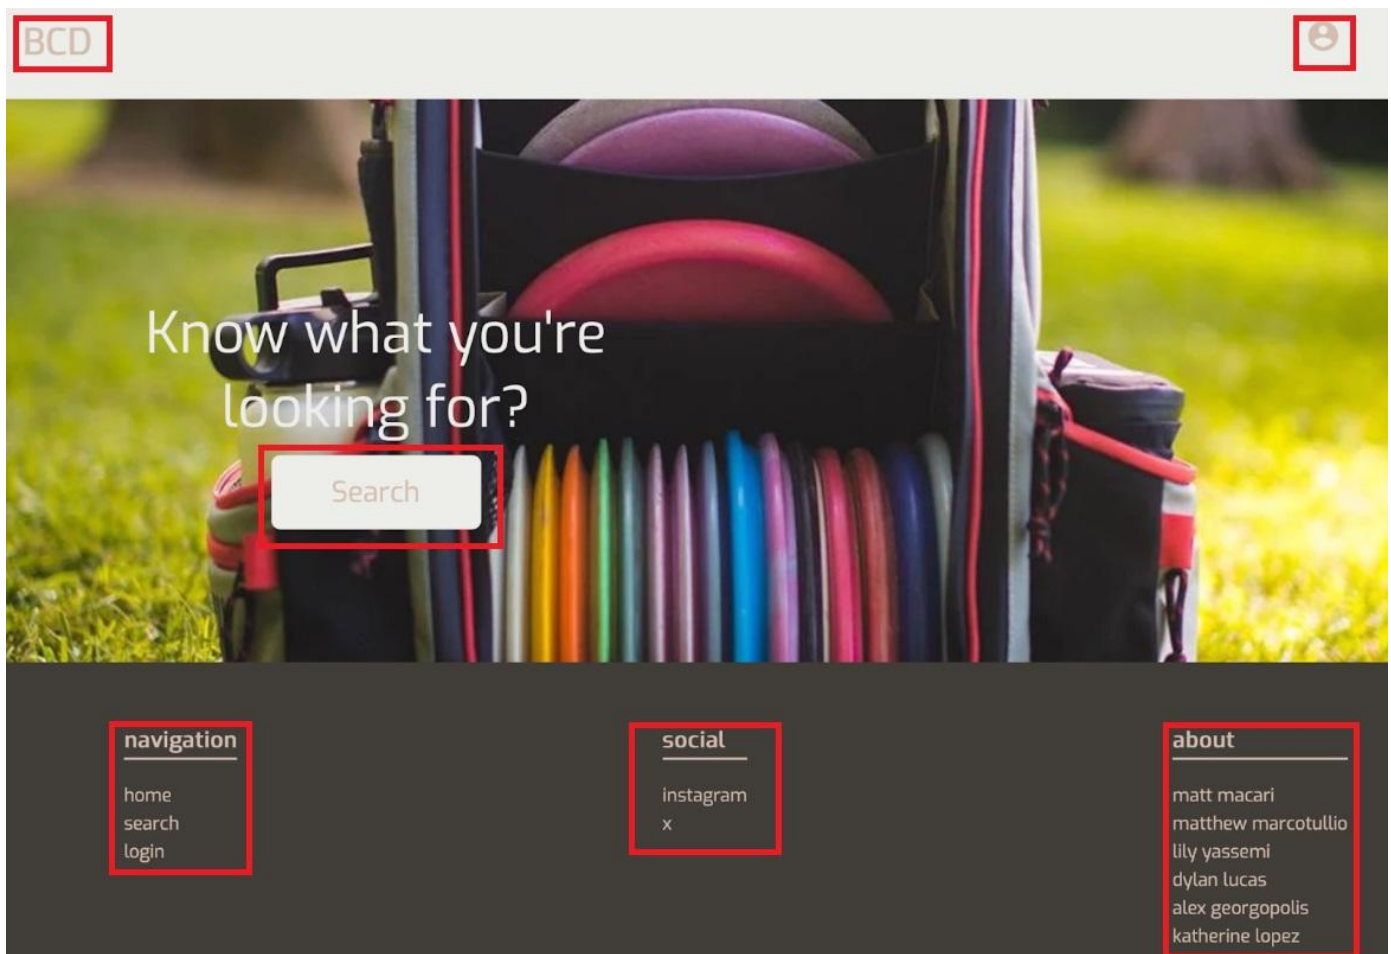 BCD
Know what you're
looking for?
Search
navigation
home
search
login
social
instagram
x
about
matt macari
matthew marcotullio
lily yassemi
dylan lucas
alex georgopolis
katherine lopez